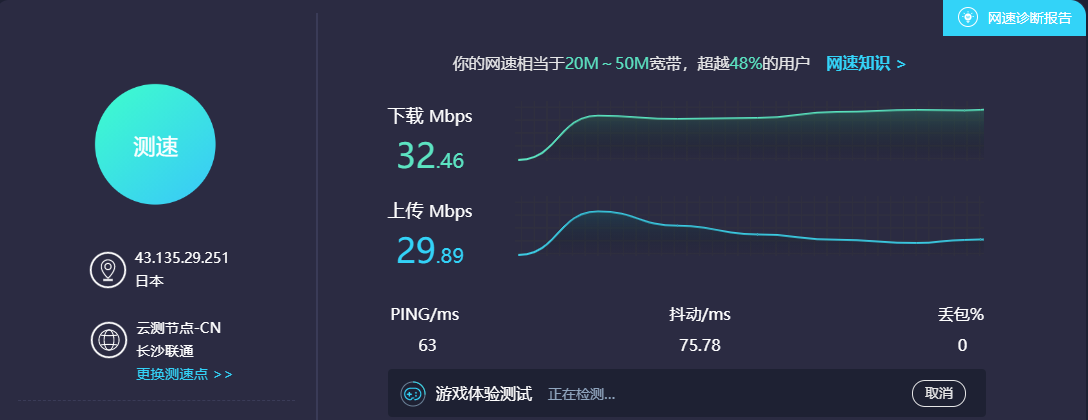 网速诊断报告
你的网速相当于20M～50M宽带，超越48%的用户 网速知识 >
测速
下载 Mbps
32.46
上传 Mbps
29.89
43.135.29.251
日本
云测节点-CN
长沙联通
更换测速点 >>
PING/ms 抖动/ms 丢包%
63 75.78 0
游戏体验测试 正在检测... 取消